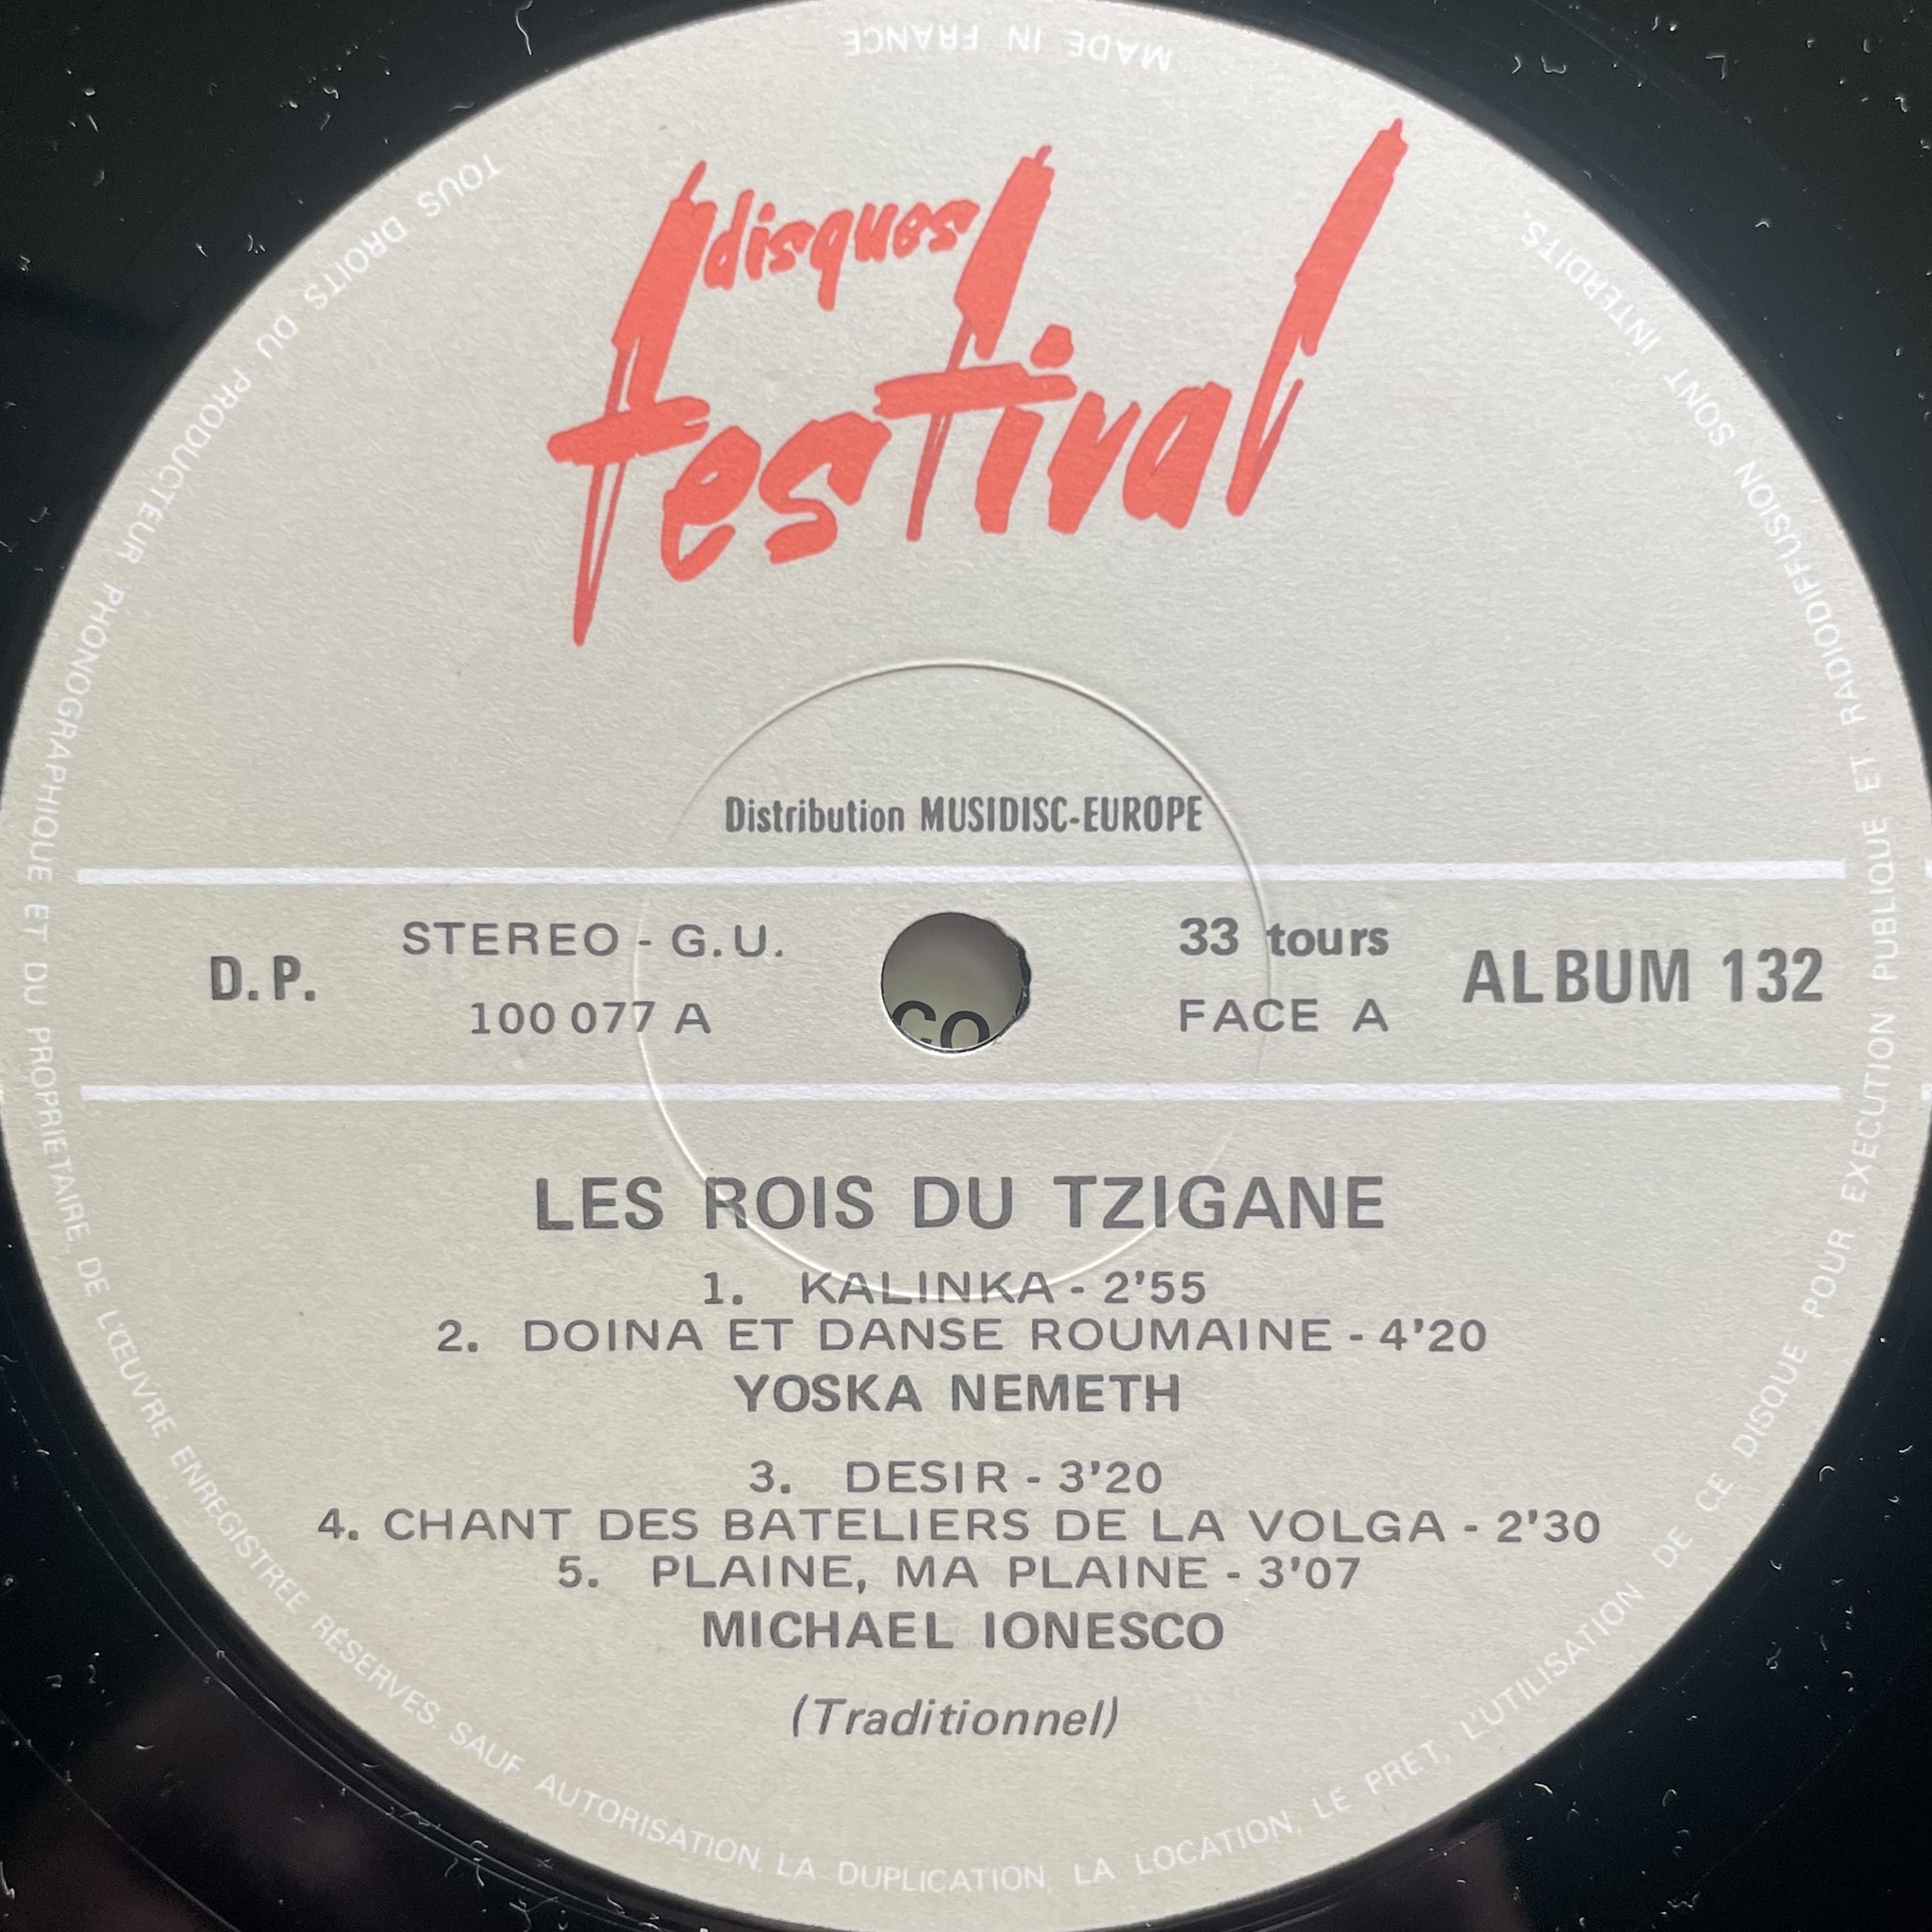 MADE IN FRANCE
disques
festival
Distribution MUSIDISC-EUROPE
D.P.
STEREO - G.U.
100 077 A
33 tours
FACE A
ALBUM 132
CO
LES ROIS DU TZIGANE
1. KALINKA - 2'55
2. DOINA ET DANSE ROUMAINE - 4'20
YOSKA NEMETH
3. DESIR - 3'20
4. CHANT DES BATELIERS DE LA VOLGA - 2'30
5. PLAINE, MA PLAINE - 3'07
MICHAEL IONESCO
(Traditionnel)
TOUS DROITS DU PRODUCTEUR PHONOGRAPHIQUE ET DU PROPRIETAIRE DE L'ŒUVRE ENREGISTREE RÉSERVES. SAUF AUTORISATION, LA DUPLICATION, LA LOCATION, LE PRET, L'UTILISATION DE CE DISQUE POUR EXECUTION PUBLIQUE ET RADIODIFFUSION SONT INTERDITS.